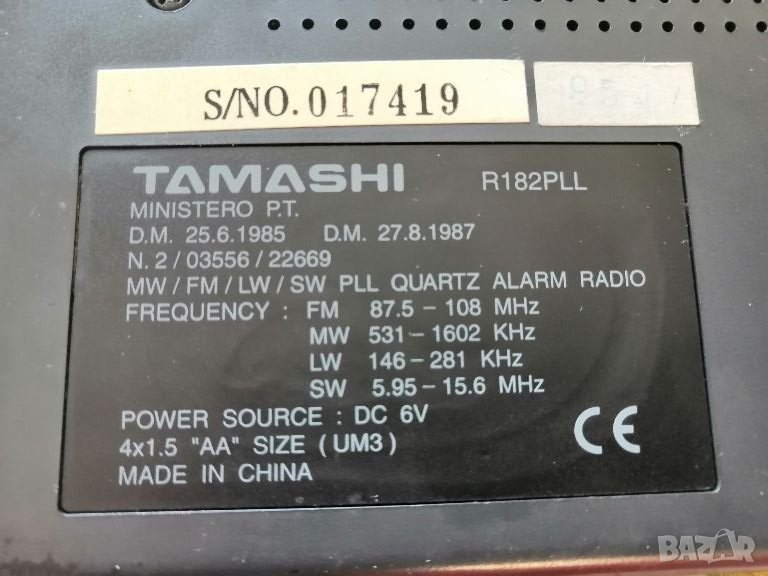 S/NO. 017419
TAMASHI R182PLL
MINISTERO P.T.
D.M. 25.6.1985 D.M. 27.8.1987
N. 2 / 03556 / 22669
MW / FM / LW / SW PLL QUARTZ ALARM RADIO
FREQUENCY : FM 87.5 – 108 MHz
MW 531 – 1602 KHz
LW 146 – 281 KHz
SW 5.95 – 15.6 MHz
POWER SOURCE : DC 6V
4x1.5 "AA" SIZE ( UM3 )
CE
MADE IN CHINA
BAZAR